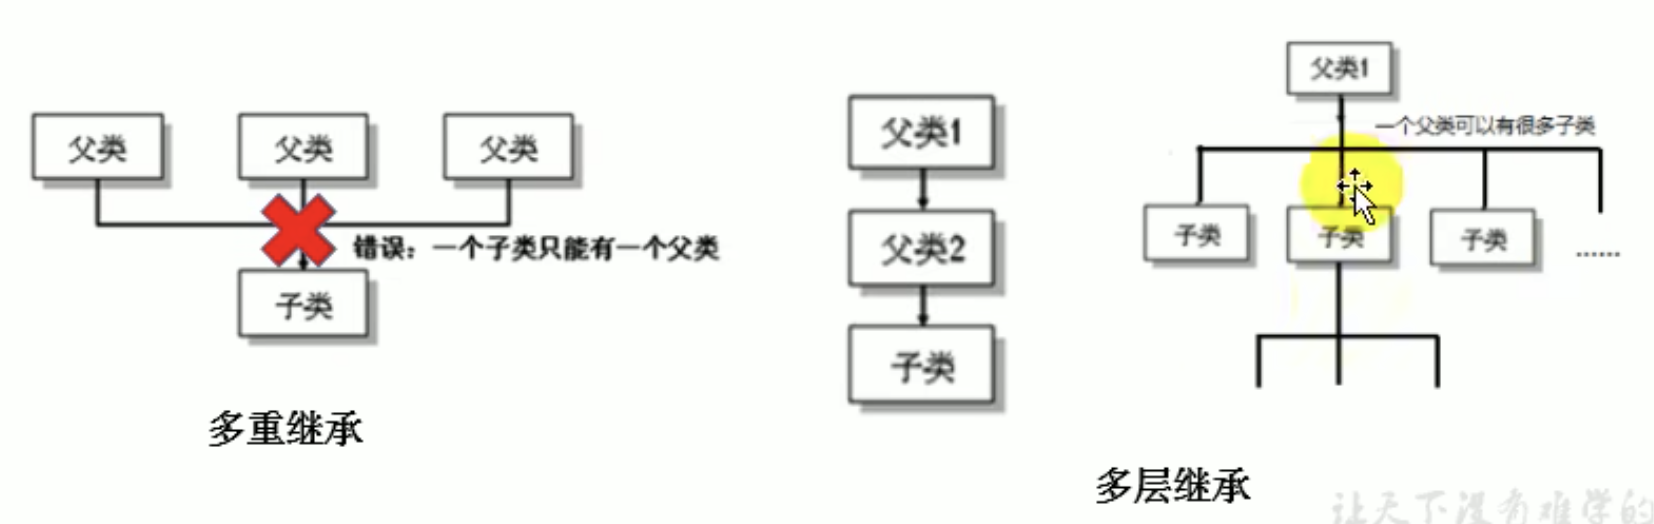 父类
父类
父类
错误：一个子类只能有一个父类
子类
多重继承
父类1
父类2
子类
父类1
一个父类可以有很多子类
子类
子类
子类
……
多层继承
让天下没有难学的